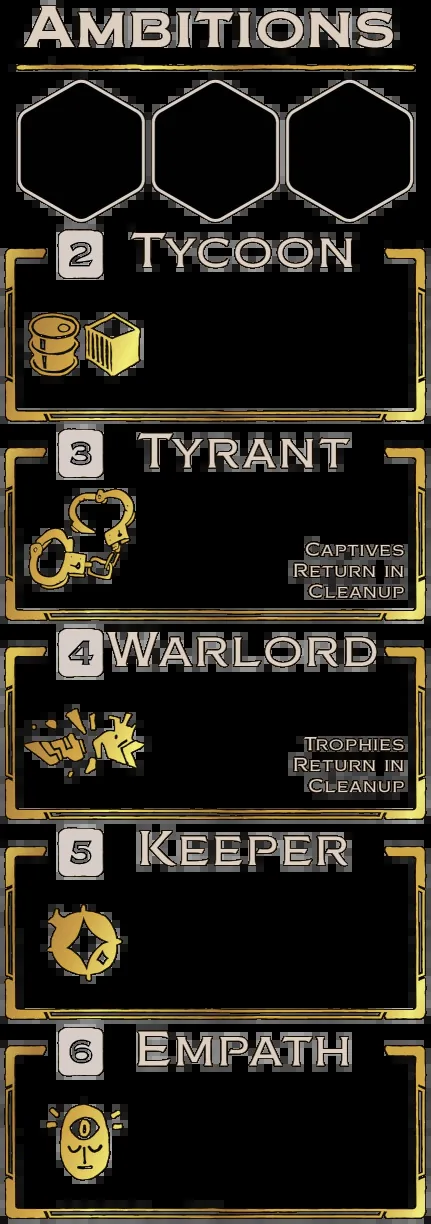 AMBITIONS
2 TYCOON
3 TYRANT
CAPTIVES
RETURN IN
CLEANUP
4 WARLORD
TROPHIES
RETURN IN
CLEANUP
5 KEEPER
6 EMPATH